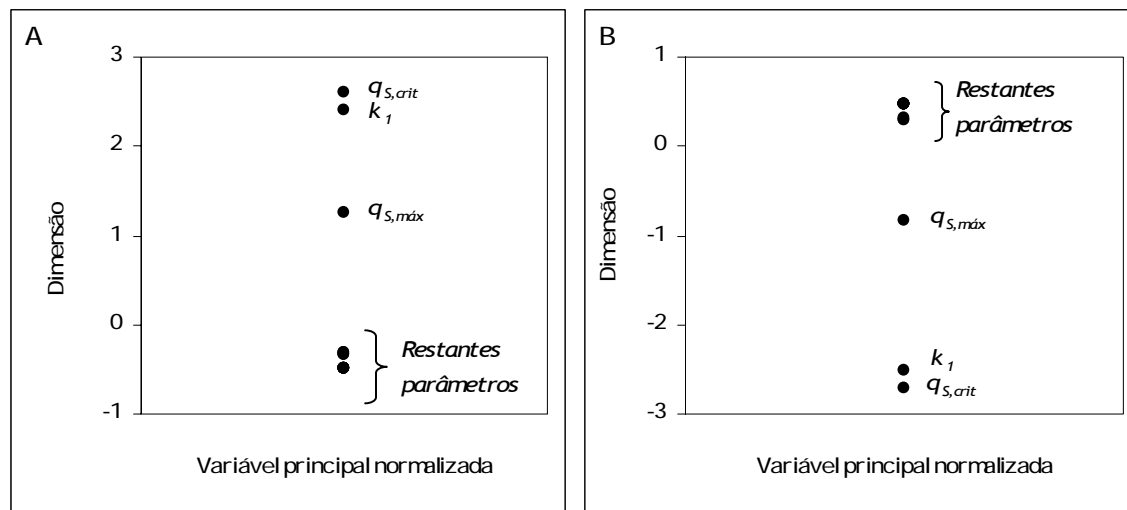 A
3
2
1
0
-1
Dimensão
q S,crit
k 1
q S,máx
Restantes
parâmetros
Variável principal normalizada
B
1
0
-1
-2
-3
Dimensão
Restantes
parâmetros
q S,máx
k 1
q S,crit
Variável principal normalizada